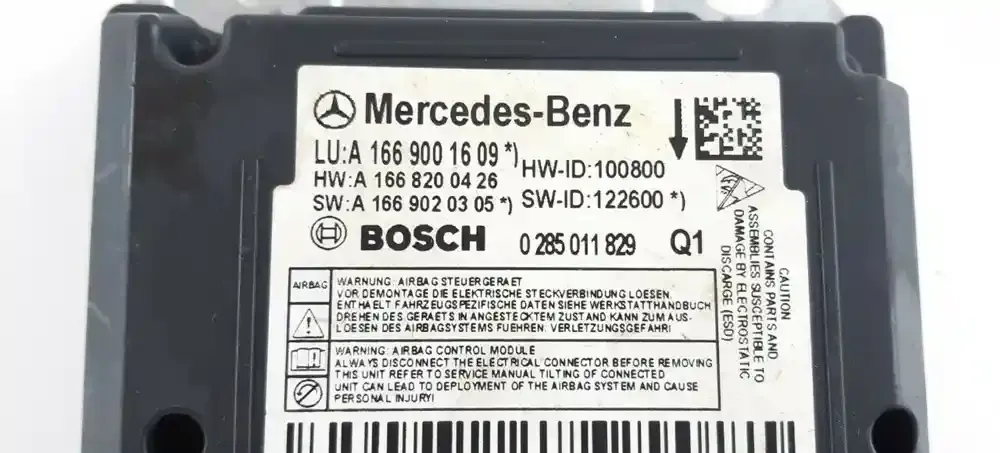 Mercedes-Benz
LU:A 166 900 16 09 *)
HW-ID:100800
HW:A 166 820 04 26
SW:A 166 902 03 05 *)
SW-ID:122600 *)
BOSCH 0 285 011 829 Q1
AIRBAG
WARNING: AIRBAG STEUERGERAET
VOR DEMONTAGE DIE ELEKTRISCHE STECKVERBINDUNG LOESEN.
ENTHAELT FAHRZEUGSPEZIFISCHE DATEN SIEHE WERKSTATTHANDBUCH
DREHEN DES GERAETS IN ANGESTECKTEM ZUSTAND KANN ZUM AUS-
LOESEN DES AIRBAGSYSTEMS FUEHREN. VERLETZUNGSGEFAHR!
WARNING: AIRBAG CONTROL MODULE
ALWAYS DISCONNECT THE ELECTRICAL CONNECTOR BEFORE REMOVING
THIS UNIT REFER TO SERVICE MANUAL TILTING OF CONNECTED
UNIT CAN LEAD TO DEPLOYMENT OF THE AIRBAG SYSTEM AND CAUSE
PERSONAL INJURY!
CAUTION
CONTAINS PARTS AND
ASSEMBLIES SUSCEPTIBLE TO
DAMAGE BY ELECTROSTATIC
DISCARGE (ESD)